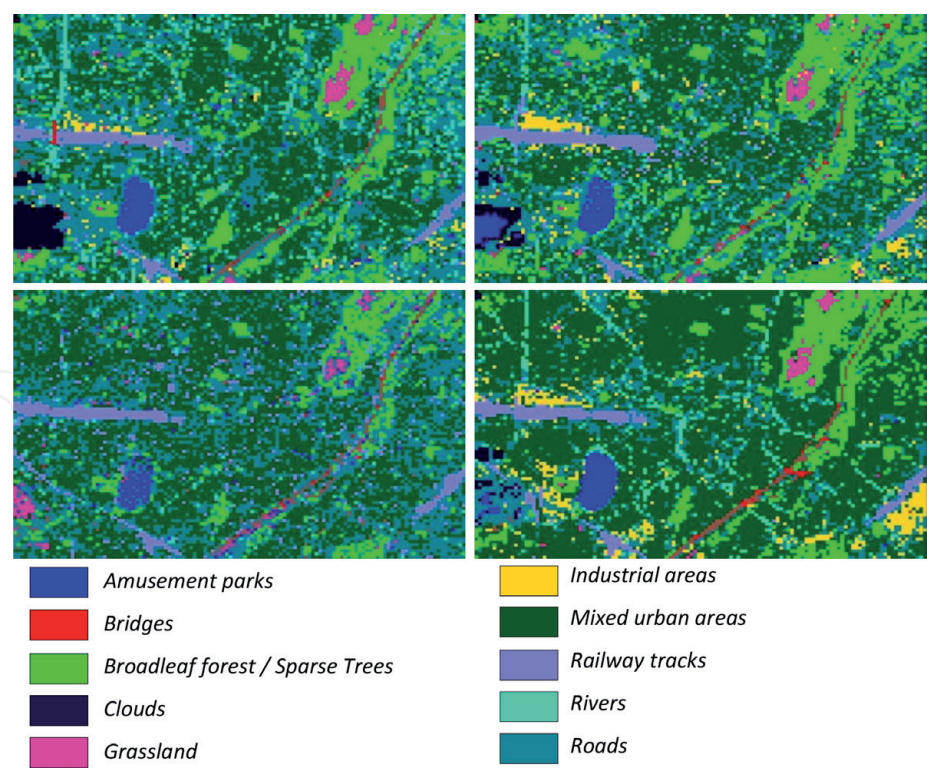 Amusement parks
Bridges
Broadleaf forest / Sparse Trees
Clouds
Grassland
Industrial areas
Mixed urban areas
Railway tracks
Rivers
Roads